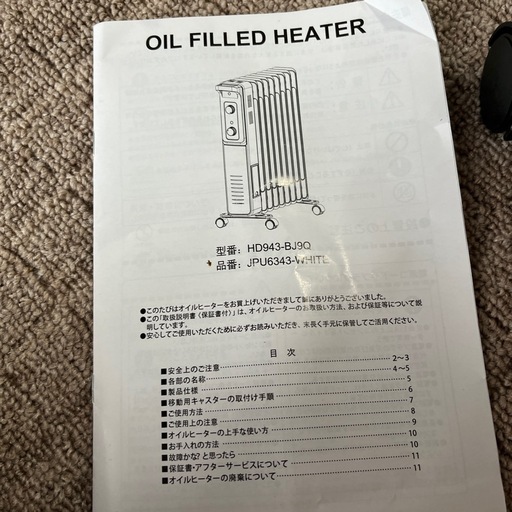 OIL FILLED HEATER
型番: HD943-BJ9Q
品番: JPU6343-WHITE
●このたびはオイルヒーターをお買上げいただきまして誠にありがとうございました。
●この「取扱説明書(保証書付)」は、オイルヒーターのお取扱い方法、および保証等について説
明しています。
●安心してご使用いただくために必ずお読みいただき、末長く手元に保管してご活用ください。
目 次
■安全上のご注意 2〜3
■各部の名称 4〜5
■製品仕様 5
■移動用キャスターの取付け手順 6
■ご使用方法 7
■ご使用上の注意 8
■オイルヒーターの上手な使い方 9
■お手入れの方法 10
■故障かな?と思ったら 10
■保証書・アフターサービスについて 11
■オイルヒーターの廃棄について 11